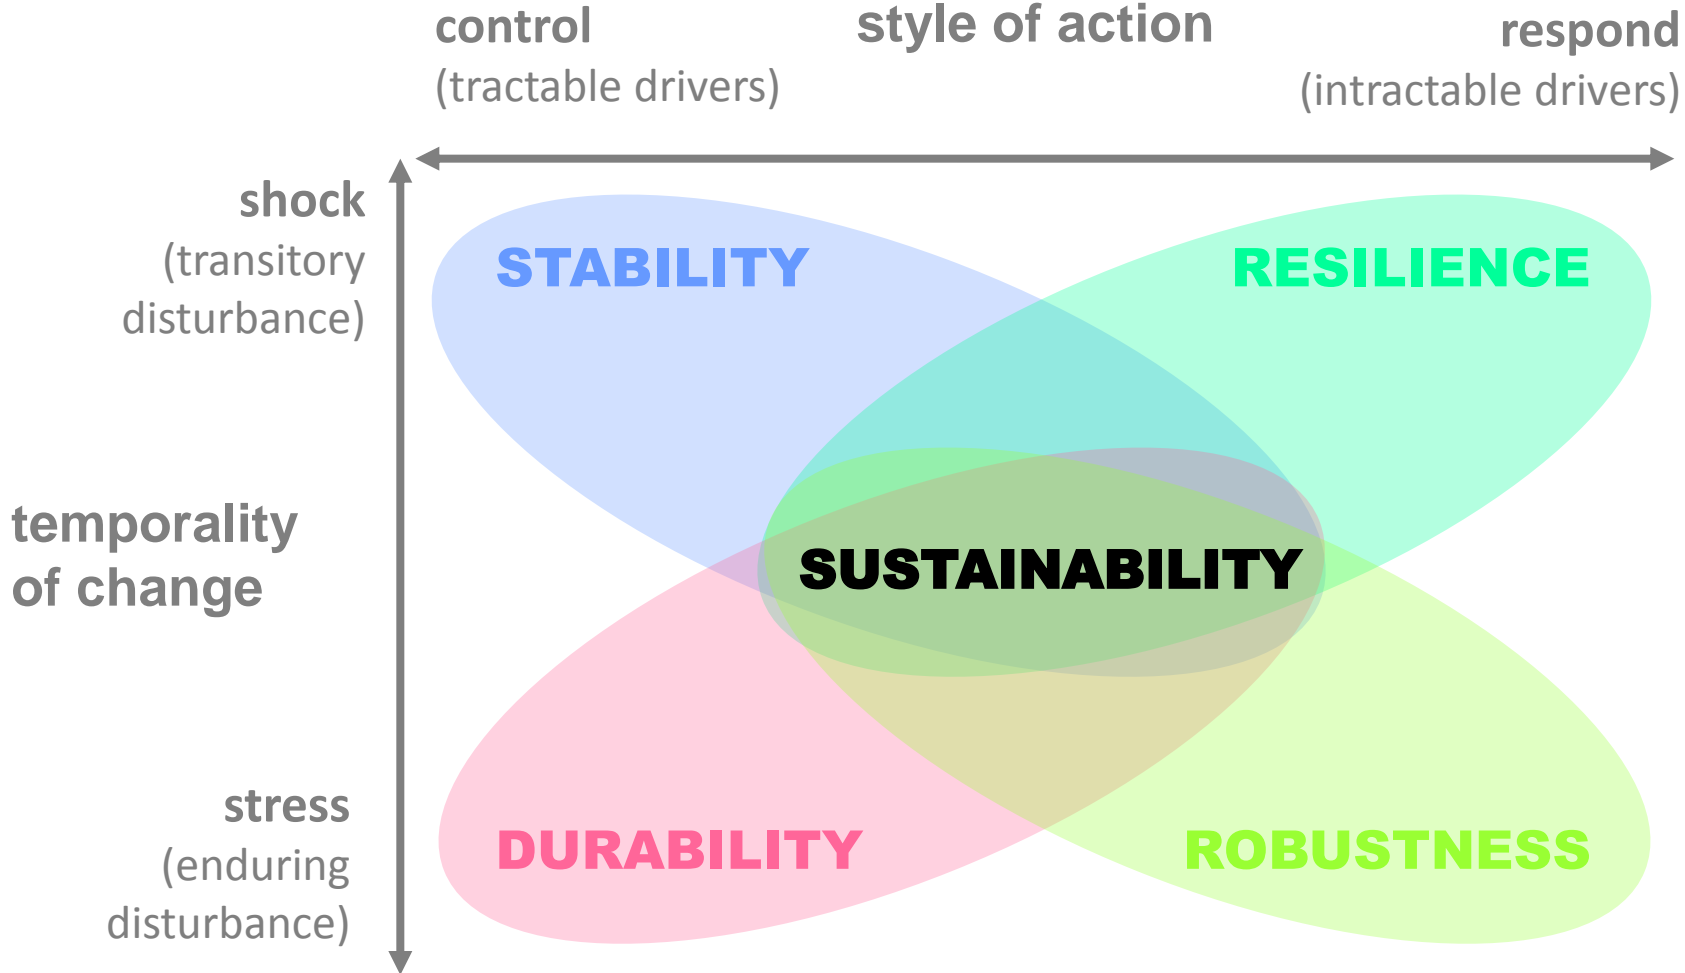 control
style of action
respond
(tractable drivers)
(intractable drivers)
shock
(transitory
disturbance)
STABILITY
RESILIENCE
temporality
of change
SUSTAINABILITY
stress
(enduring
disturbance)
DURABILITY
ROBUSTNESS